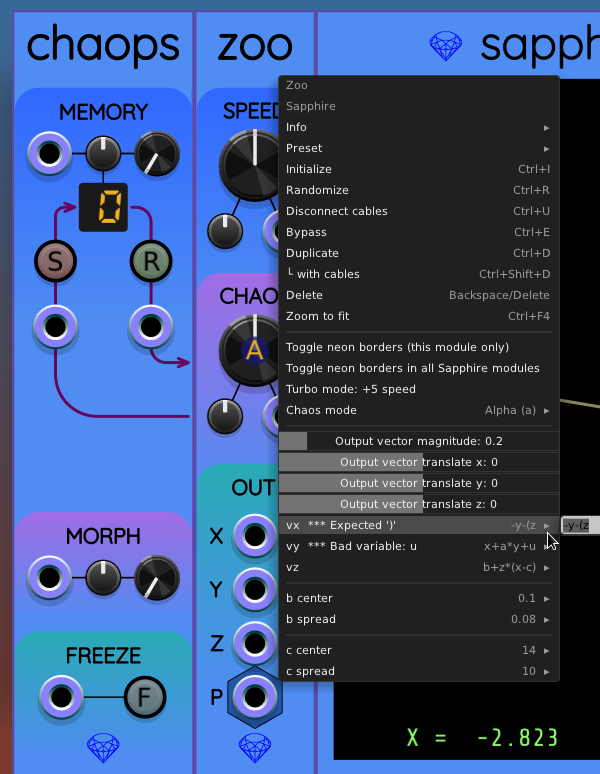 chaops
zoo
sapph
MEMORY
0
S
R
MORPH
FREEZE
F
SPEED
CHAO
A
OUT
X
Y
Z
P
Zoo
Sapphire
Info ▸
Preset ▸
Initialize Ctrl+I
Randomize Ctrl+R
Disconnect cables Ctrl+U
Bypass Ctrl+E
Duplicate Ctrl+D
└ with cables Ctrl+Shift+D
Delete Backspace/Delete
Zoom to fit Ctrl+F4
Toggle neon borders (this module only)
Toggle neon borders in all Sapphire modules
Turbo mode: +5 speed
Chaos mode Alpha (a) ▸
Output vector magnitude: 0.2
Output vector translate x: 0
Output vector translate y: 0
Output vector translate z: 0
vx *** Expected ')' -y-(z ▸
-y-(z
vy *** Bad variable: u x+a*y+u ▸
vz b+z*(x-c) ▸
b center 0.1 ▸
b spread 0.08 ▸
c center 14 ▸
c spread 10 ▸
X = -2.823